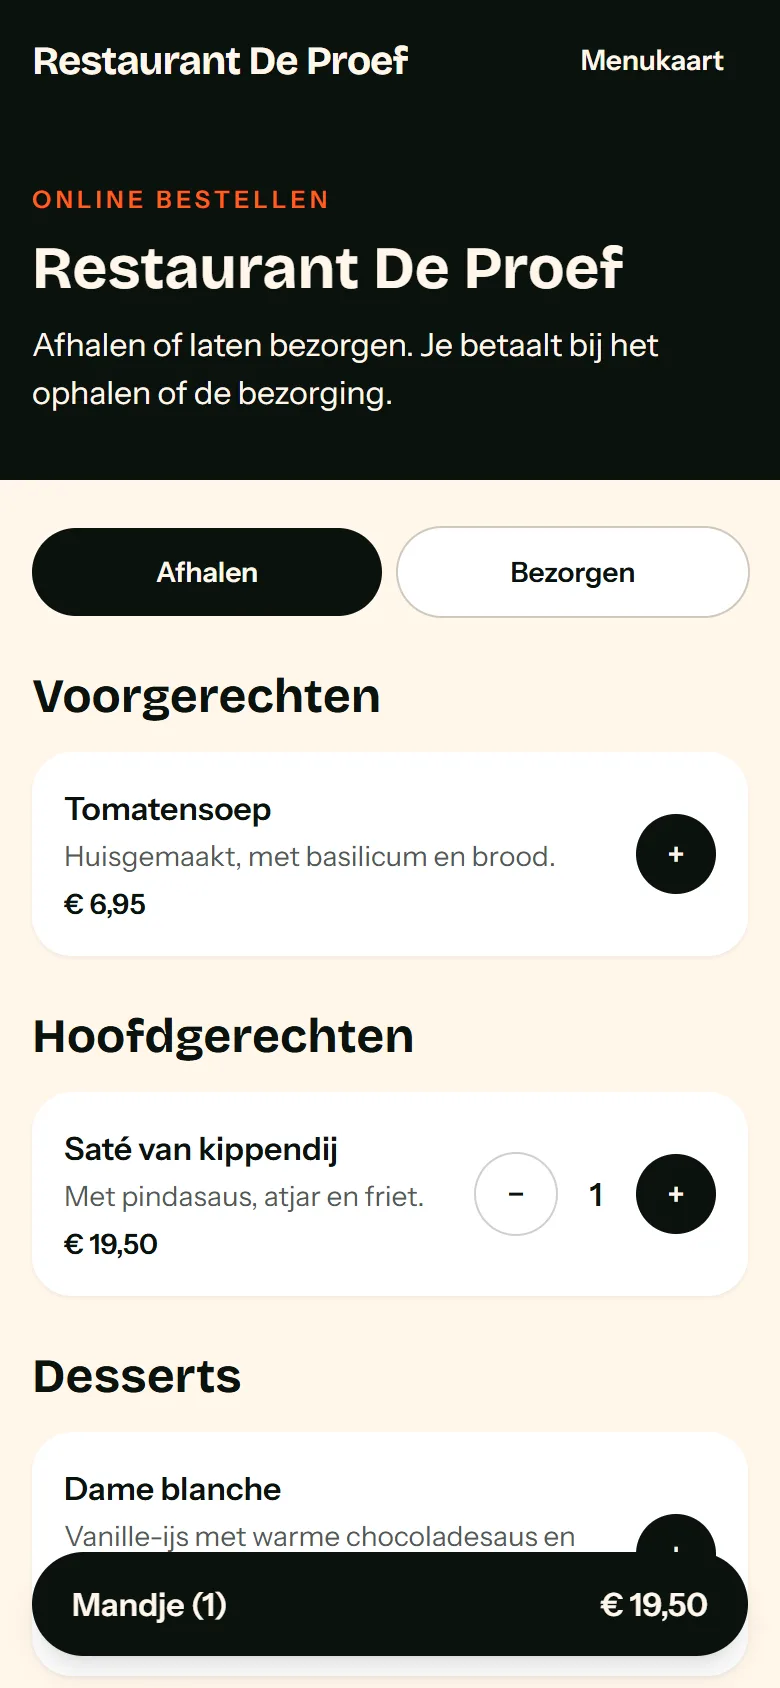 Restaurant De Proef
Menukaart
ONLINE BESTELLEN
Restaurant De Proef
Afhalen of laten bezorgen. Je betaalt bij het
ophalen of de bezorging.
Afhalen
Bezorgen
Voorgerechten
Tomatensoep
Huisgemaakt, met basilicum en brood.
€ 6,95
+
Hoofdgerechten
Saté van kippendij
Met pindasaus, atjar en friet.
€ 19,50
− 1 +
Desserts
Dame blanche
Vanille-ijs met warme chocoladesaus en
Mandje (1)
€ 19,50